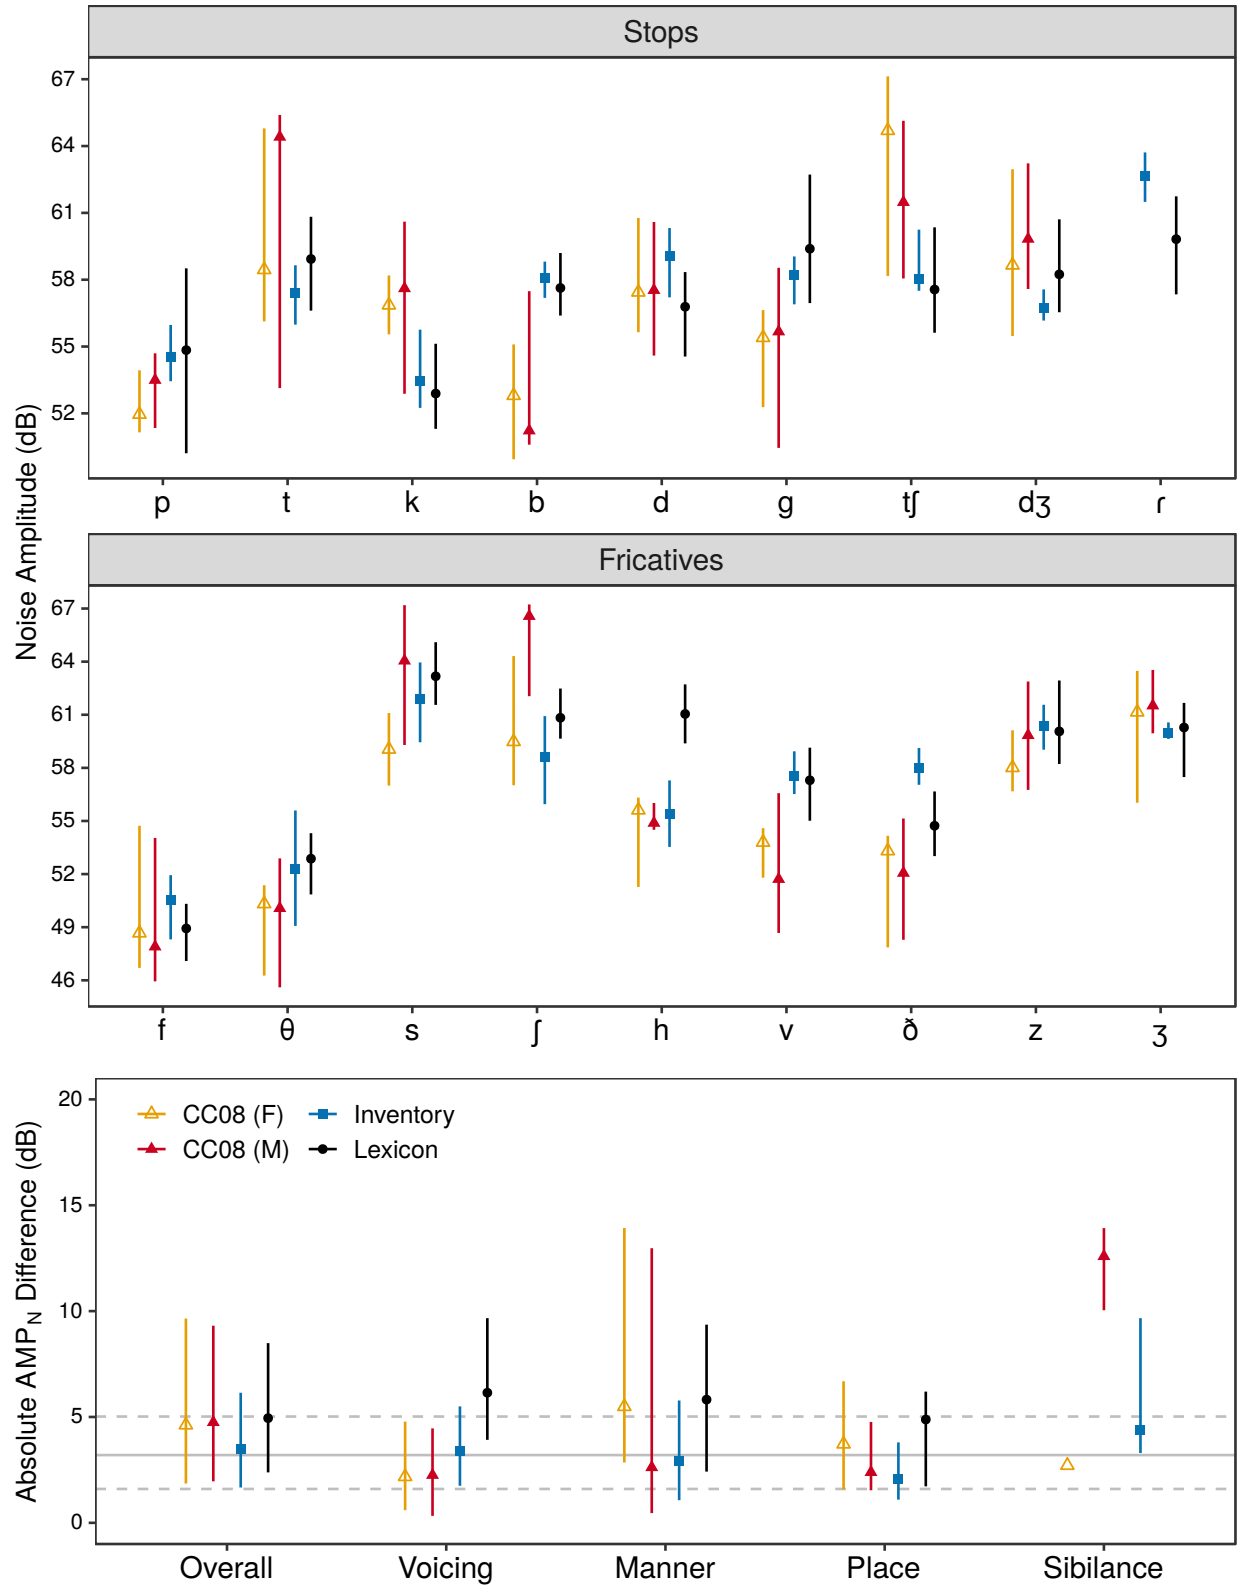 Stops
67
64
61
58
55
52
p t k b d g tʃ dʒ ɾ
Noise Amplitude (dB)
Fricatives
67
64
61
58
55
52
49
46
f θ s ʃ h v ð z ʒ
Absolute AMP_N Difference (dB)
20
15
10
5
0
CC08 (F) Inventory
CC08 (M) Lexicon
Overall Voicing Manner Place Sibilance